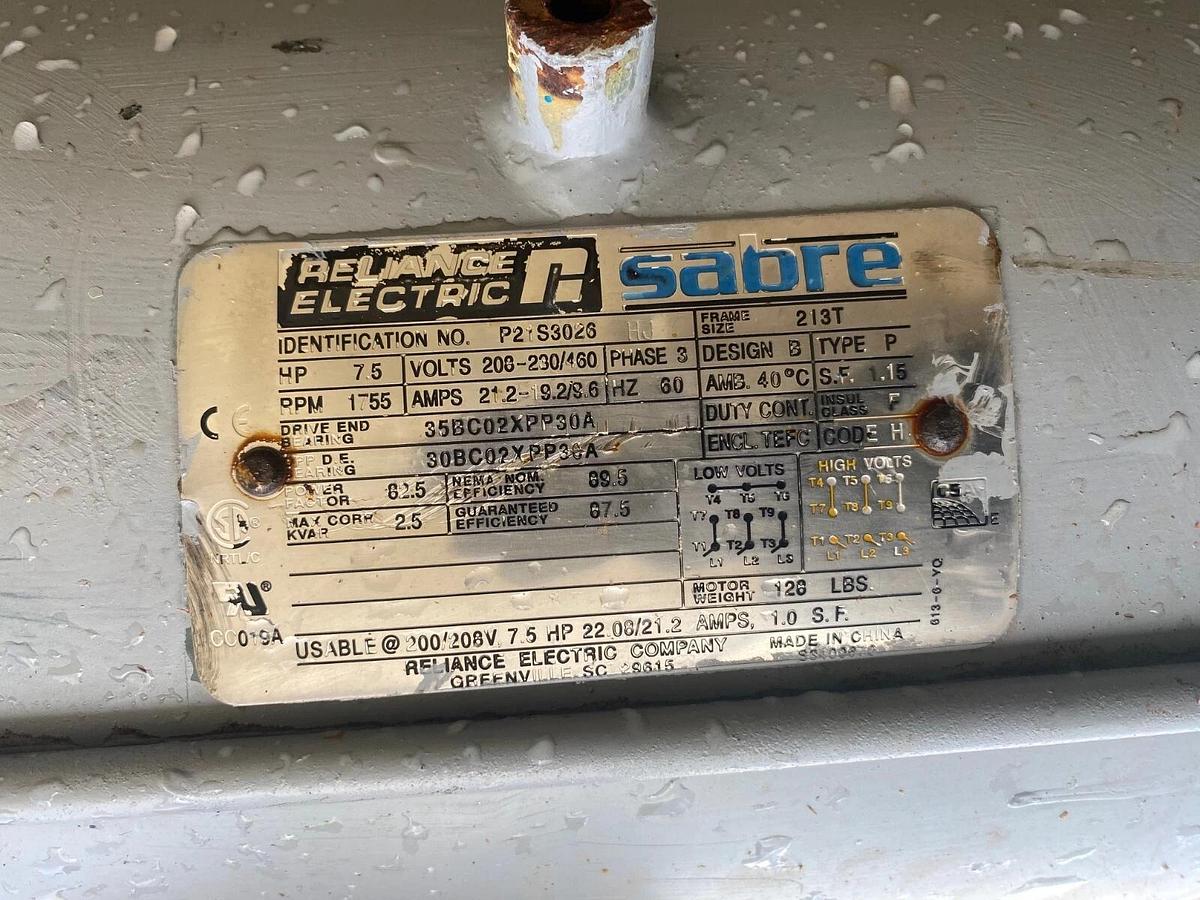 RELIANCE
ELECTRIC
sabre
IDENTIFICATION NO. P21S3026 HJ
FRAME SIZE 213T
HP 7.5 VOLTS 208-230/460 PHASE 3 DESIGN B TYPE P
RPM 1755 AMPS 21.2-19.2/9.6 HZ 60 AMB. 40°C S.F. 1.15
DRIVE END BEARING 35BC02XPP30A DUTY CONT. INSUL CLASS F
OPP D.E. BEARING 30BC02XPP30A ENCL. TEFC CODE H
POWER FACTOR 82.5 NEMA NOM. EFFICIENCY 89.5
MAX CORR KVAR 2.5 GUARANTEED EFFICIENCY 87.5
LOW VOLTS
T4 T5 T6
T7 T8 T9
T1 T2 T3
L1 L2 L3
HIGH VOLTS
T4 T5 T6
T7 T8 T9
T1 T2 T3
L1 L2 L3
CE
NRTL/C
CC019A
E
MOTOR WEIGHT 128 LBS.
613-6-YQ
USABLE @ 200/208V 7.5 HP 22.08/21.2 AMPS, 1.0 S.F.
RELIANCE ELECTRIC COMPANY
GREENVILLE, SC 29615
MADE IN CHINA